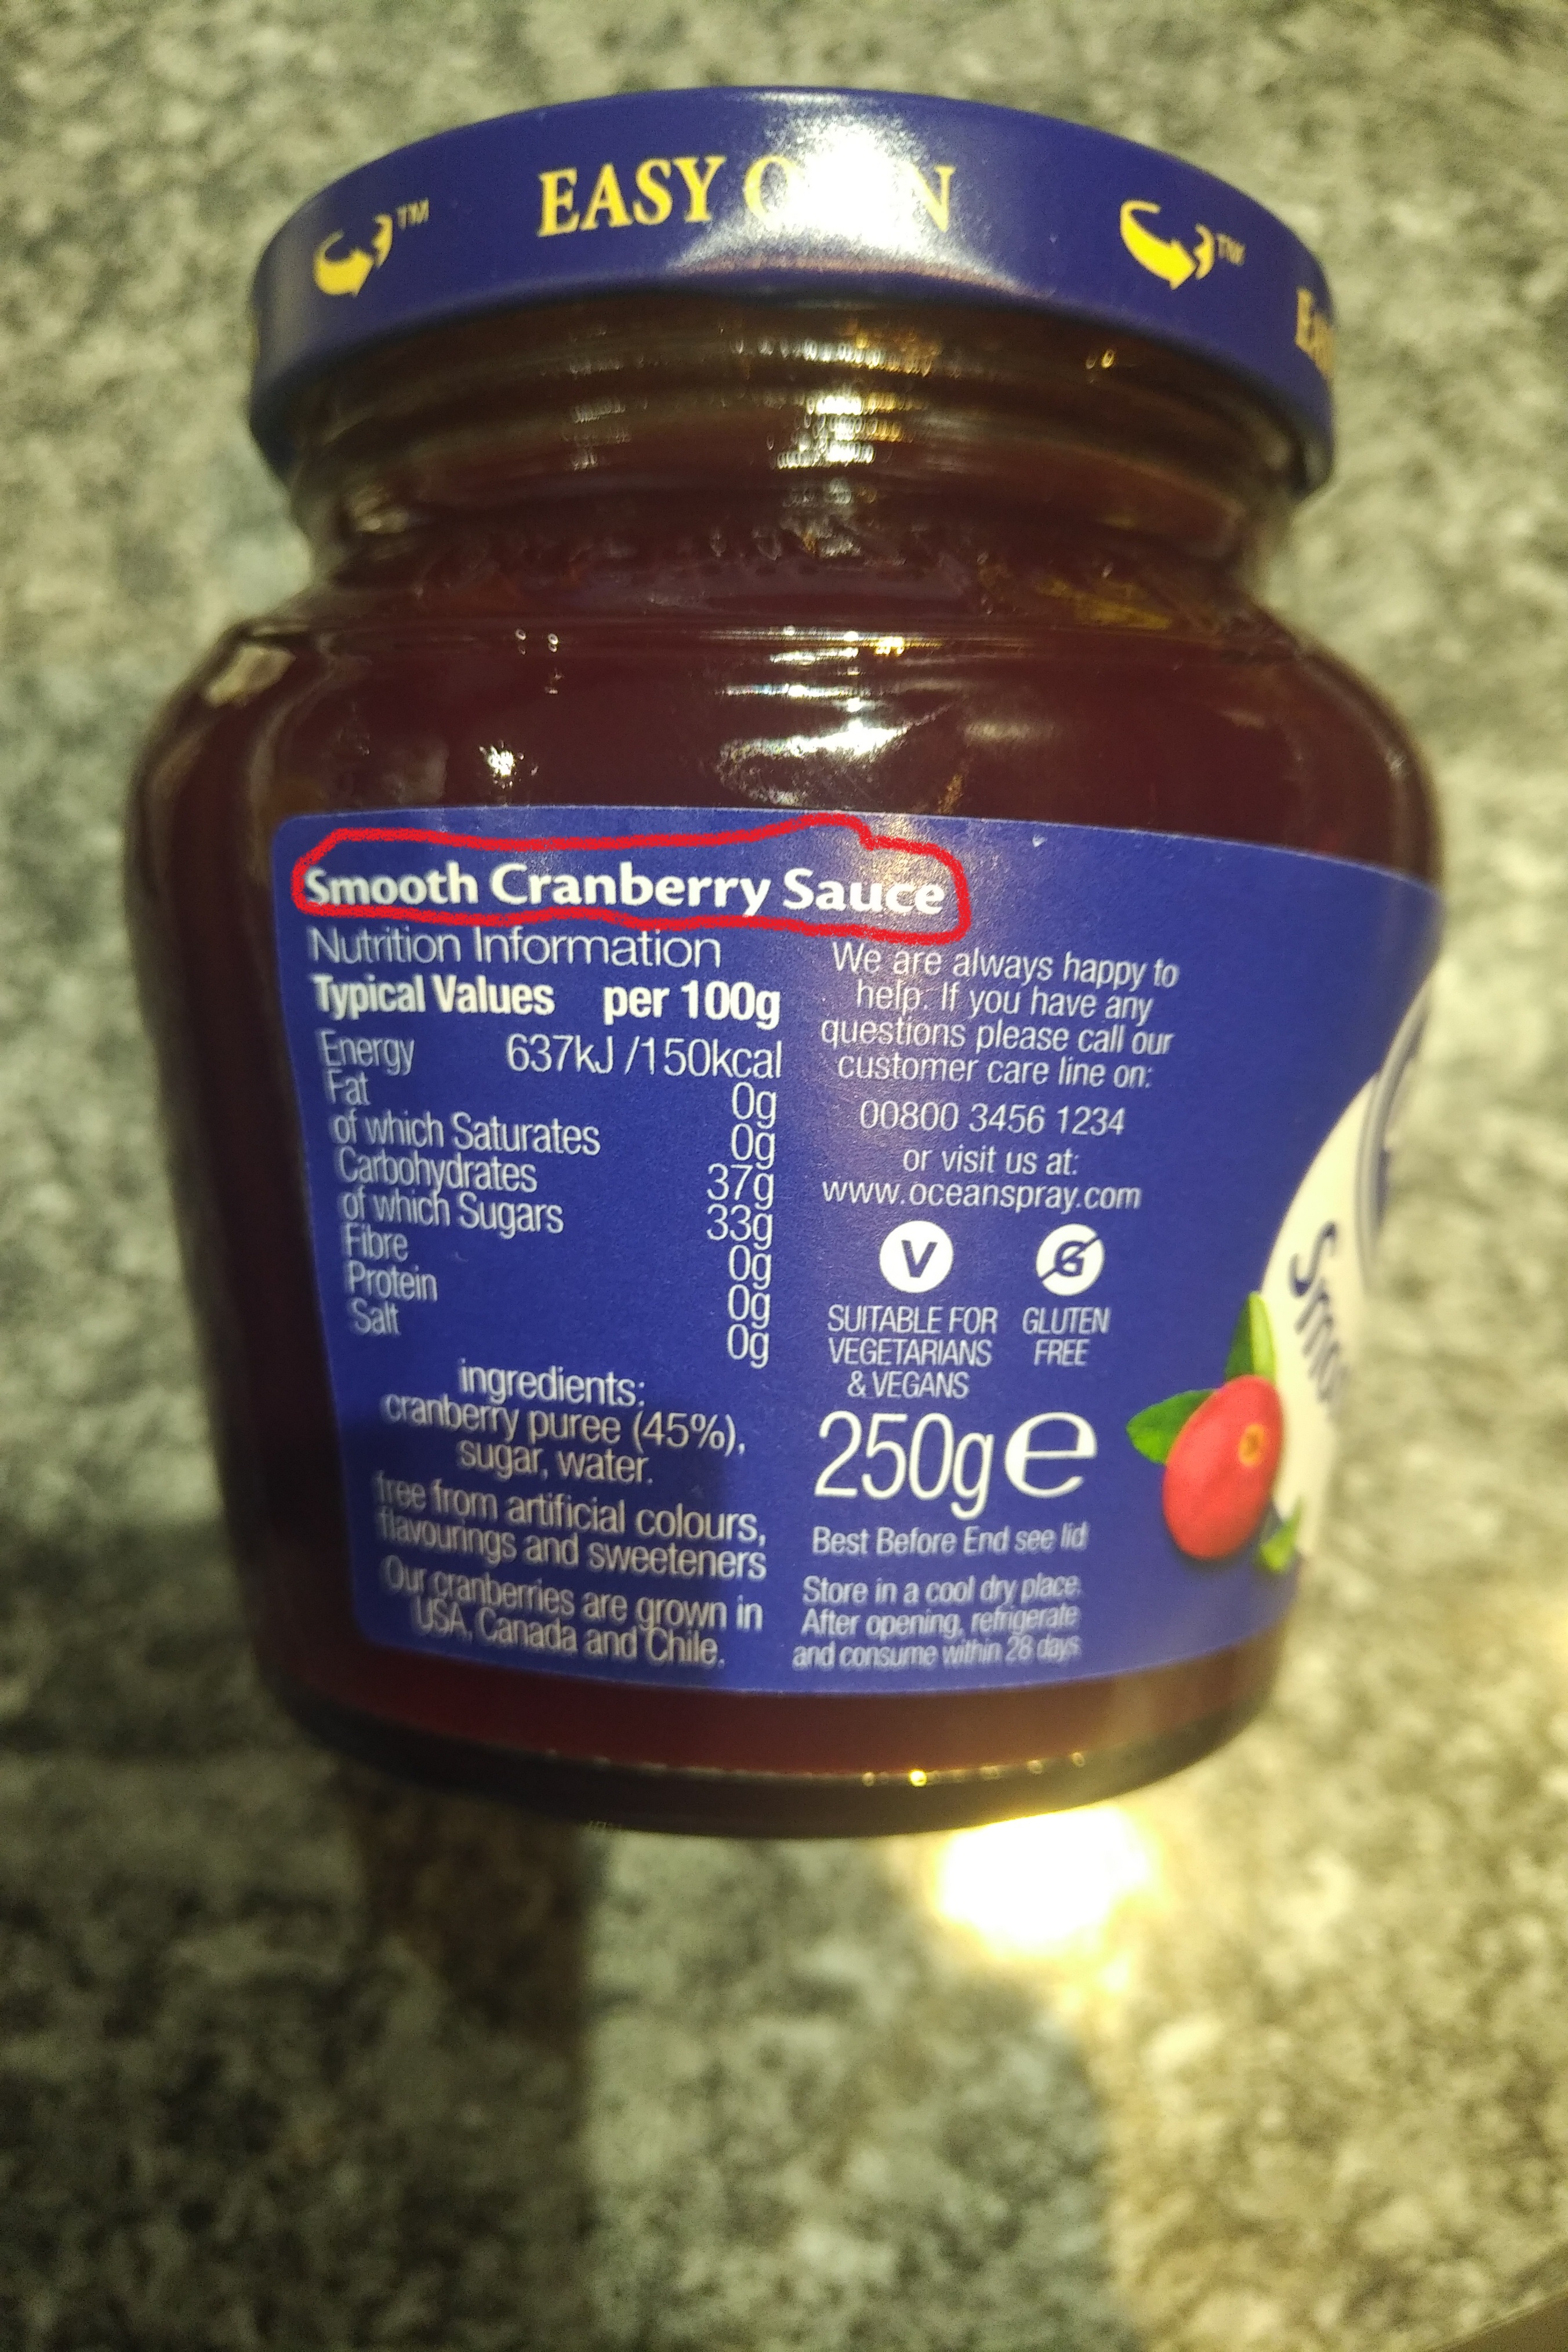 EASY
TM
TM
Smooth Cranberry Sauce
Nutrition Information
Typical Values per 100g
Energy 637kJ /150kcal
Fat 0g
of which Saturates 0g
Carbohydrates 37g
of which Sugars 33g
Fibre 0g
Protein 0g
Salt 0g
ingredients:
cranberry puree (45%),
sugar, water.
free from artificial colours,
flavourings and sweeteners
Our cranberries are grown in
USA, Canada and Chile.
We are always happy to
help. If you have any
questions please call our
customer care line on:
00800 3456 1234
or visit us at:
www.oceanspray.com
V
G
SUITABLE FOR
VEGETARIANS
& VEGANS
GLUTEN
FREE
250g e
Best Before End see lid
Store in a cool dry place.
After opening, refrigerate
and consume within 28 days